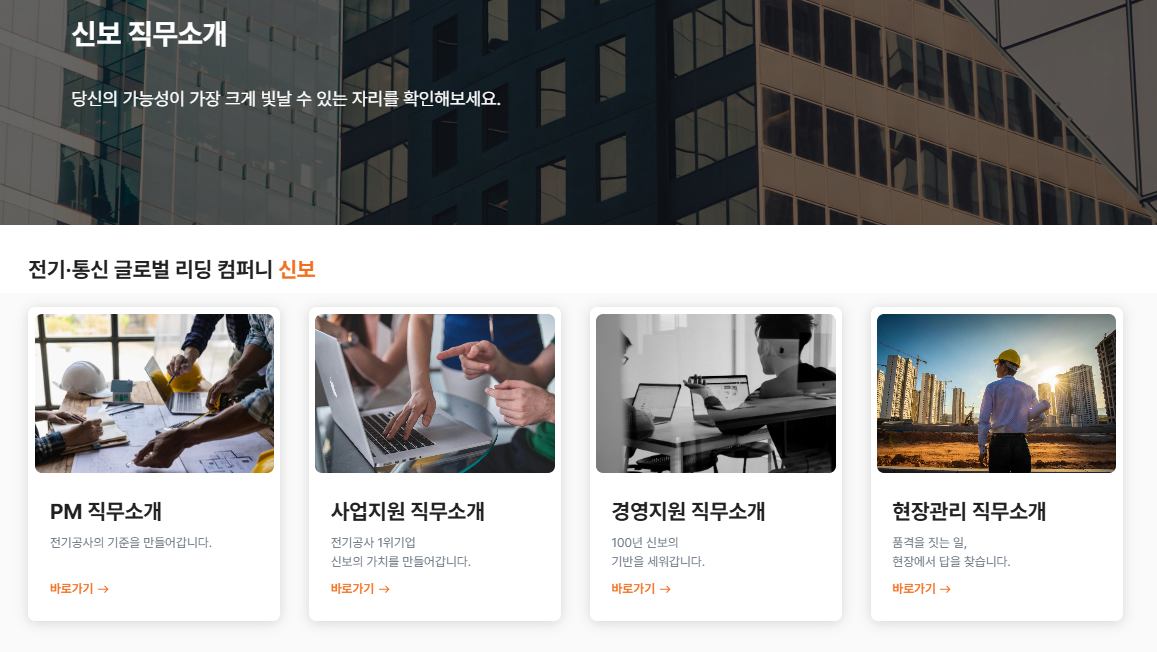 신보 직무소개
당신의 가능성이 가장 크게 빛날 수 있는 자리를 확인해보세요.
전기·통신 글로벌 리딩 컴퍼니 신보
PM 직무소개
전기공사의 기준을 만들어갑니다.
바로가기 →
사업지원 직무소개
전기공사 1위기업
신보의 가치를 만들어갑니다.
바로가기 →
경영지원 직무소개
100년 신보의
기반을 세워갑니다.
바로가기 →
현장관리 직무소개
품격을 짓는 일,
현장에서 답을 찾습니다.
바로가기 →